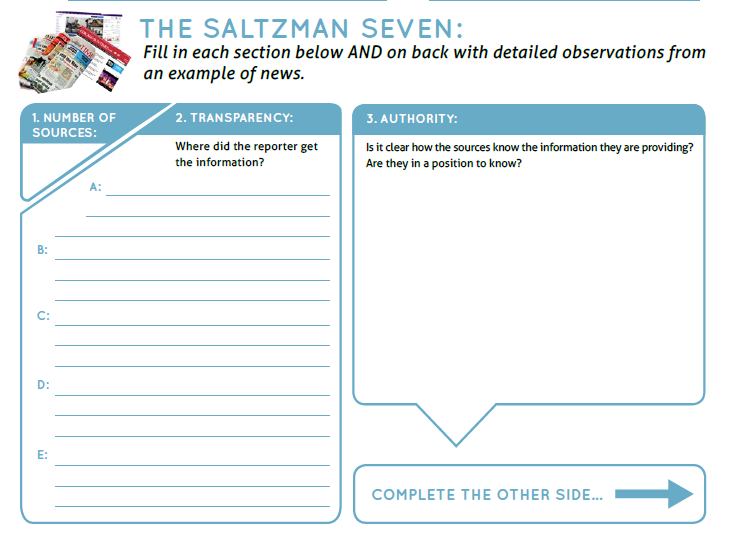 THE SALTZMAN SEVEN:
Fill in each section below AND on back with detailed observations from
an example of news.
1. NUMBER OF
SOURCES:
2. TRANSPARENCY:
Where did the reporter get
the information?
A:
B:
C:
D:
E:
3. AUTHORITY:
Is it clear how the sources know the information they are providing?
Are they in a position to know?
COMPLETE THE OTHER SIDE...